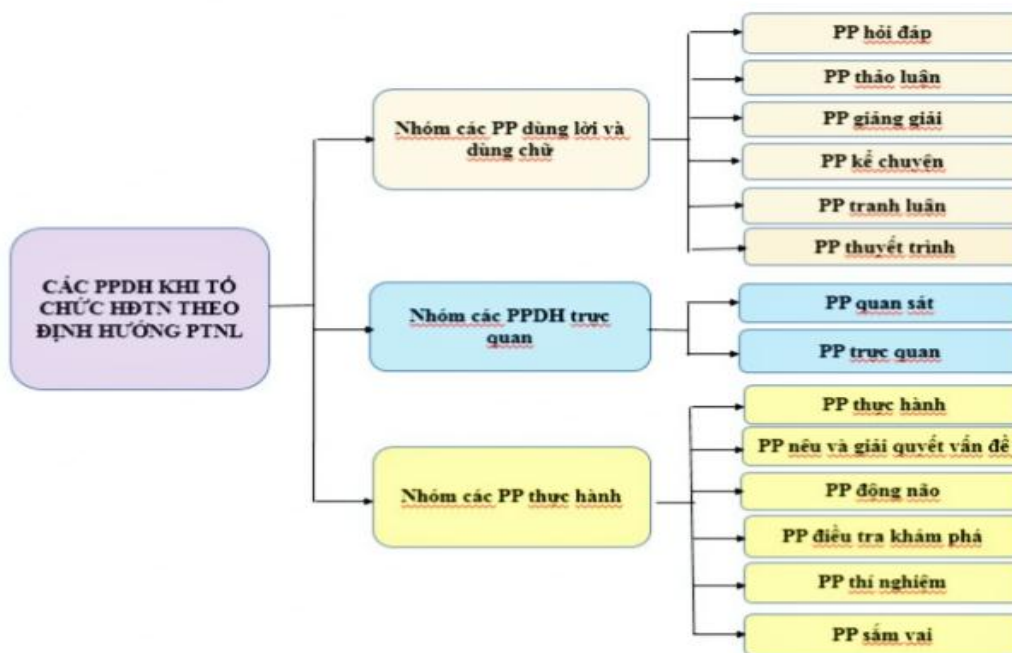 CÁC PPDH KHI TỔ
CHỨC HĐTN THEO
ĐỊNH HƯỚNG PTNL
Nhóm các PP dùng lời và
dùng chữ
PP hỏi đáp
PP thảo luận
PP giảng giải
PP kể chuyện
PP tranh luận
PP thuyết trình
Nhóm các PPDH trực
quan
PP quan sát
PP trực quan
Nhóm các PP thực hành
PP thực hành
PP nêu và giải quyết vấn đề
PP động não
PP điều tra khám phá
PP thí nghiệm
PP sắm vai